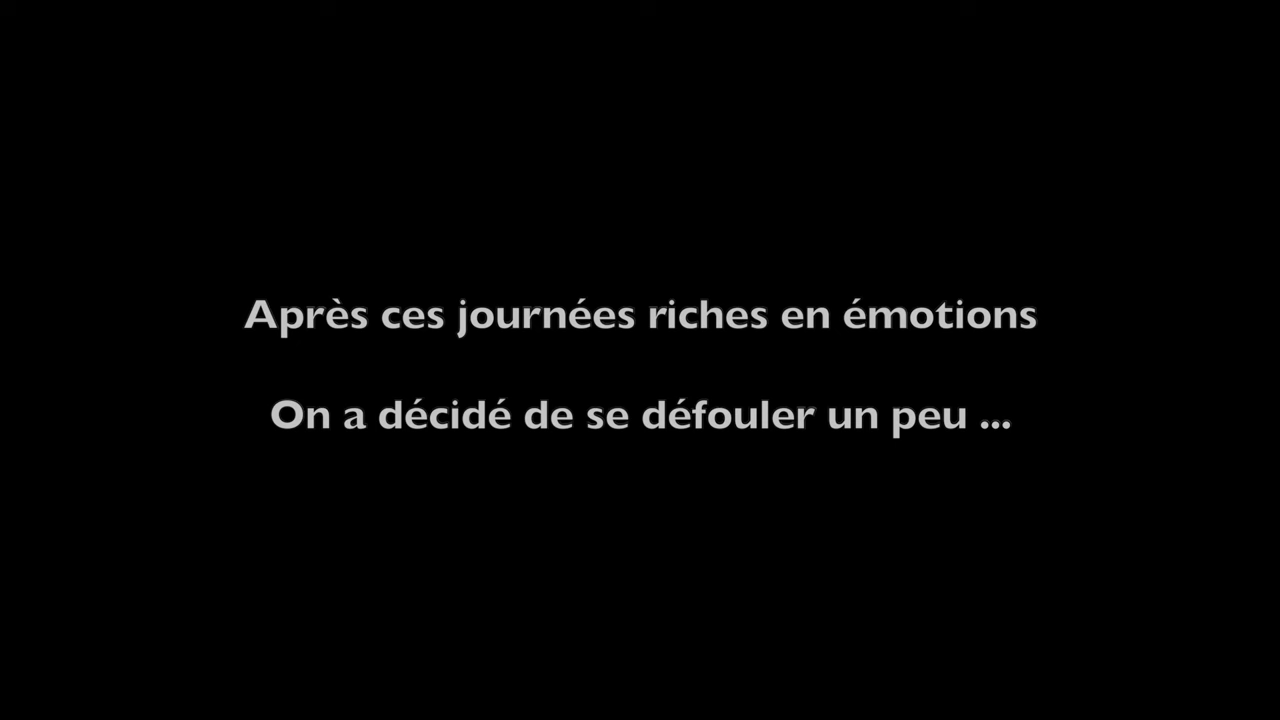 Après ces journées riches en émotions
On a décidé de se défouler un peu ...